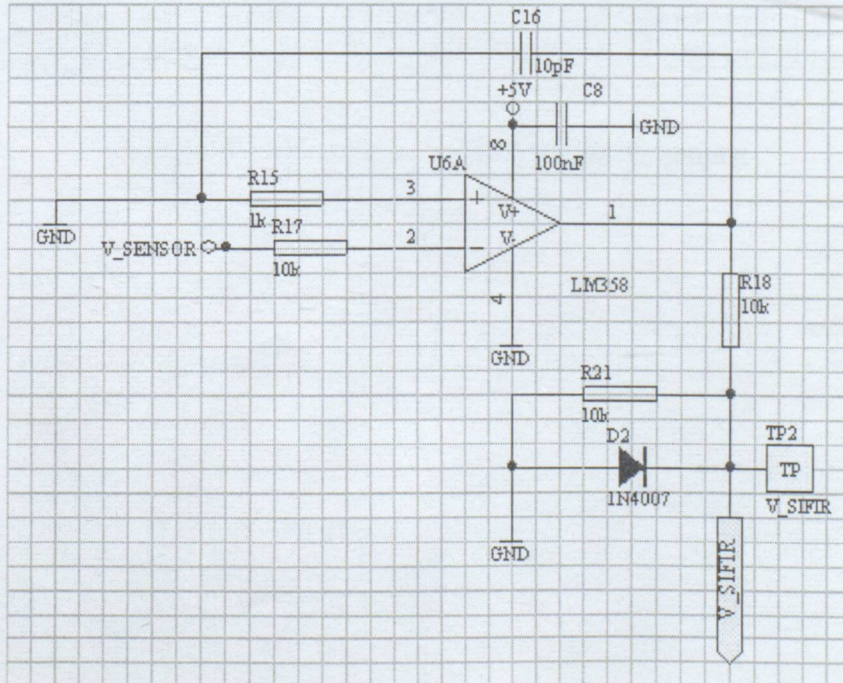 C16
10pF
+5V
C8
GND
8
100nF
U6A
R15
3
1k
+
V+
1
GND
R17
V_SENSOR
2
10k
-
V-
LM358
4
R18
10k
GND
R21
10k
D2
TP2
TP
1N4007
V_SIFIR
GND
V_SIFIR